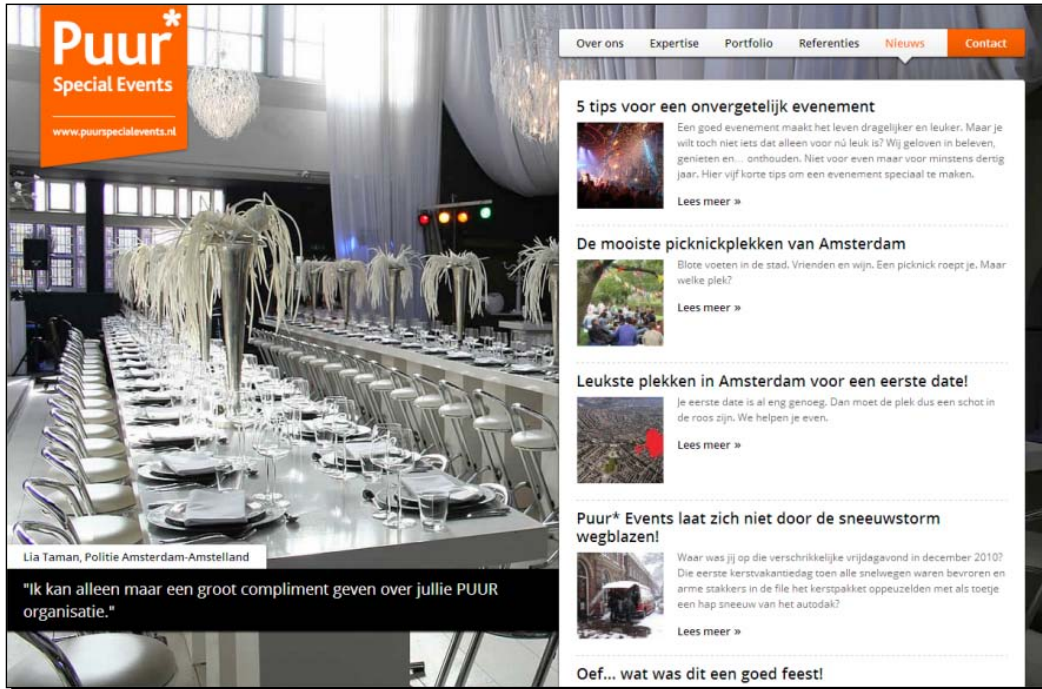 Puur*
Special Events
www.puurspecialevents.nl
Over ons Expertise Portfolio Referenties Nieuws Contact
5 tips voor een onvergetelijk evenement
Een goed evenement maakt het leven dragelijker en leuker. Maar je
wilt toch niet iets dat alleen voor nú leuk is? Wij geloven in beleven,
genieten en... onthouden. Niet voor even maar voor minstens dertig
jaar. Hier vijf korte tips om een evenement speciaal te maken.
Lees meer »
De mooiste picknickplekken van Amsterdam
Blote voeten in de stad. Vrienden en wijn. Een picknick roept je. Maar
welke plek?
Lees meer »
Leukste plekken in Amsterdam voor een eerste date!
Je eerste date is al eng genoeg. Dan moet de plek dus een schot in
de roos zijn. We helpen je even.
Lees meer »
Puur* Events laat zich niet door de sneeuwstorm
wegblazen!
Waar was jij op die verschrikkelijke vrijdagavond in december 2010?
Die eerste kerstvakantiedag toen alle snelwegen waren bevroren en
arme stakkers in de file het kerstpakket oppeuzelden met als toetje
een hap sneeuw van het autodak?
Lees meer »
Oef... wat was dit een goed feest!
Lia Taman, Politie Amsterdam-Amstelland
"Ik kan alleen maar een groot compliment geven over jullie PUUR
organisatie."